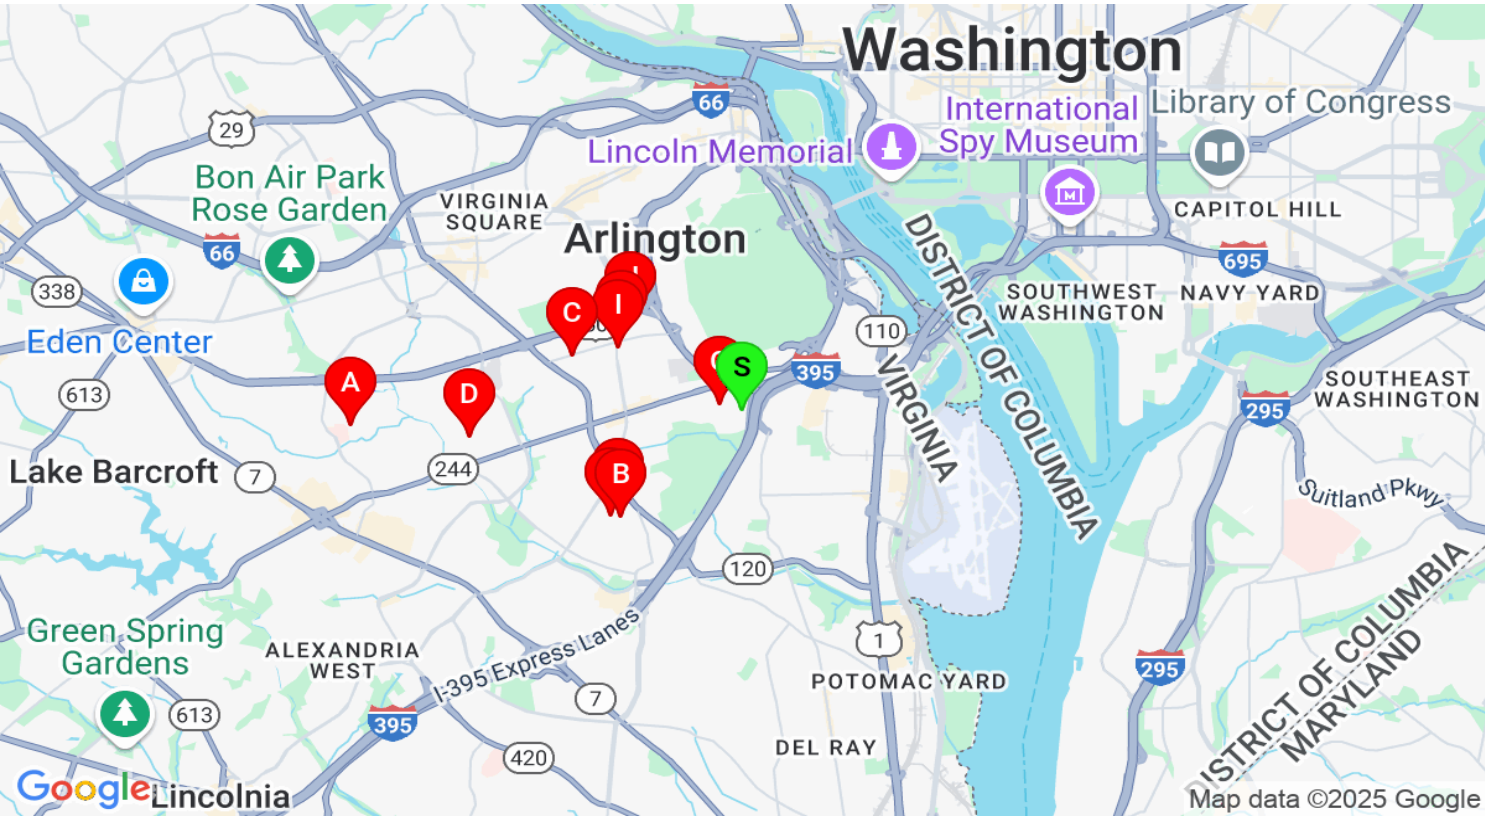 Washington
66
International
Spy Museum
Library of Congress
29
Lincoln Memorial
Bon Air Park
Rose Garden
VIRGINIA
SQUARE
CAPITOL HILL
Arlington
DISTRICT OF COLUMBIA
VIRGINIA
66
695
338
SOUTHWEST
WASHINGTON
NAVY YARD
I
C
110
Eden Center
S
395
A
D
613
SOUTHEAST
WASHINGTON
295
Lake Barcroft
7
244
B
Suitland Pkwy
120
Green Spring
Gardens
ALEXANDRIA
WEST
I-395 Express Lanes
1
295
DISTRICT OF COLUMBIA
MARYLAND
POTOMAC YARD
7
613
395
DEL RAY
420
Google
Lincolnia
Map data ©2025 Google